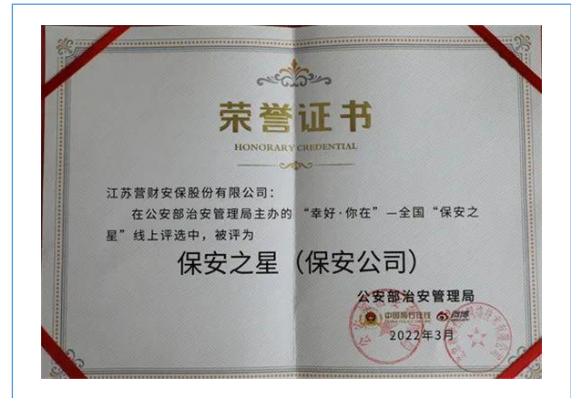 荣誉证书
HONORARY CREDENTIAL
江苏营财安保股份有限公司：
在公安部治安管理局主办的“幸好·你在”—全国“保安之
星”线上评选中，被评为
保安之星（保安公司）
公安部治安管理局
微博
2022年3月